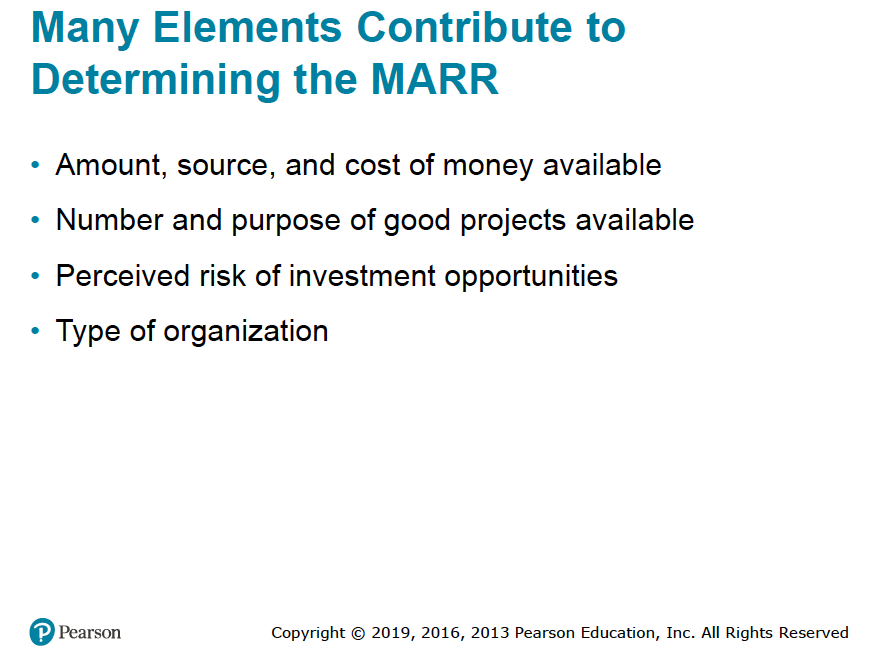 Many Elements Contribute to
Determining the MARR
• Amount, source, and cost of money available
• Number and purpose of good projects available
• Perceived risk of investment opportunities
• Type of organization
Pearson
Copyright © 2019, 2016, 2013 Pearson Education, Inc. All Rights Reserved